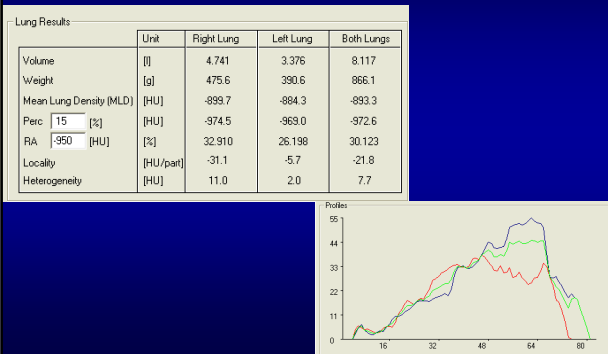 Lung Results
Unit Right Lung Left Lung Both Lungs
Volume [l] 4.741 3.376 8.117
Weight [g] 475.6 390.6 866.1
Mean Lung Density (MLD) [HU] -899.7 -884.3 -893.3
Perc 15 [%] [HU] -974.5 -969.0 -972.6
RA -950 [HU] [%] 32.910 26.198 30.123
Locality [HU/part] -31.1 -5.7 -21.8
Heterogeneity [HU] 11.0 2.0 7.7
Profiles
55
44
33
22
11
0
16 32 48 64 80